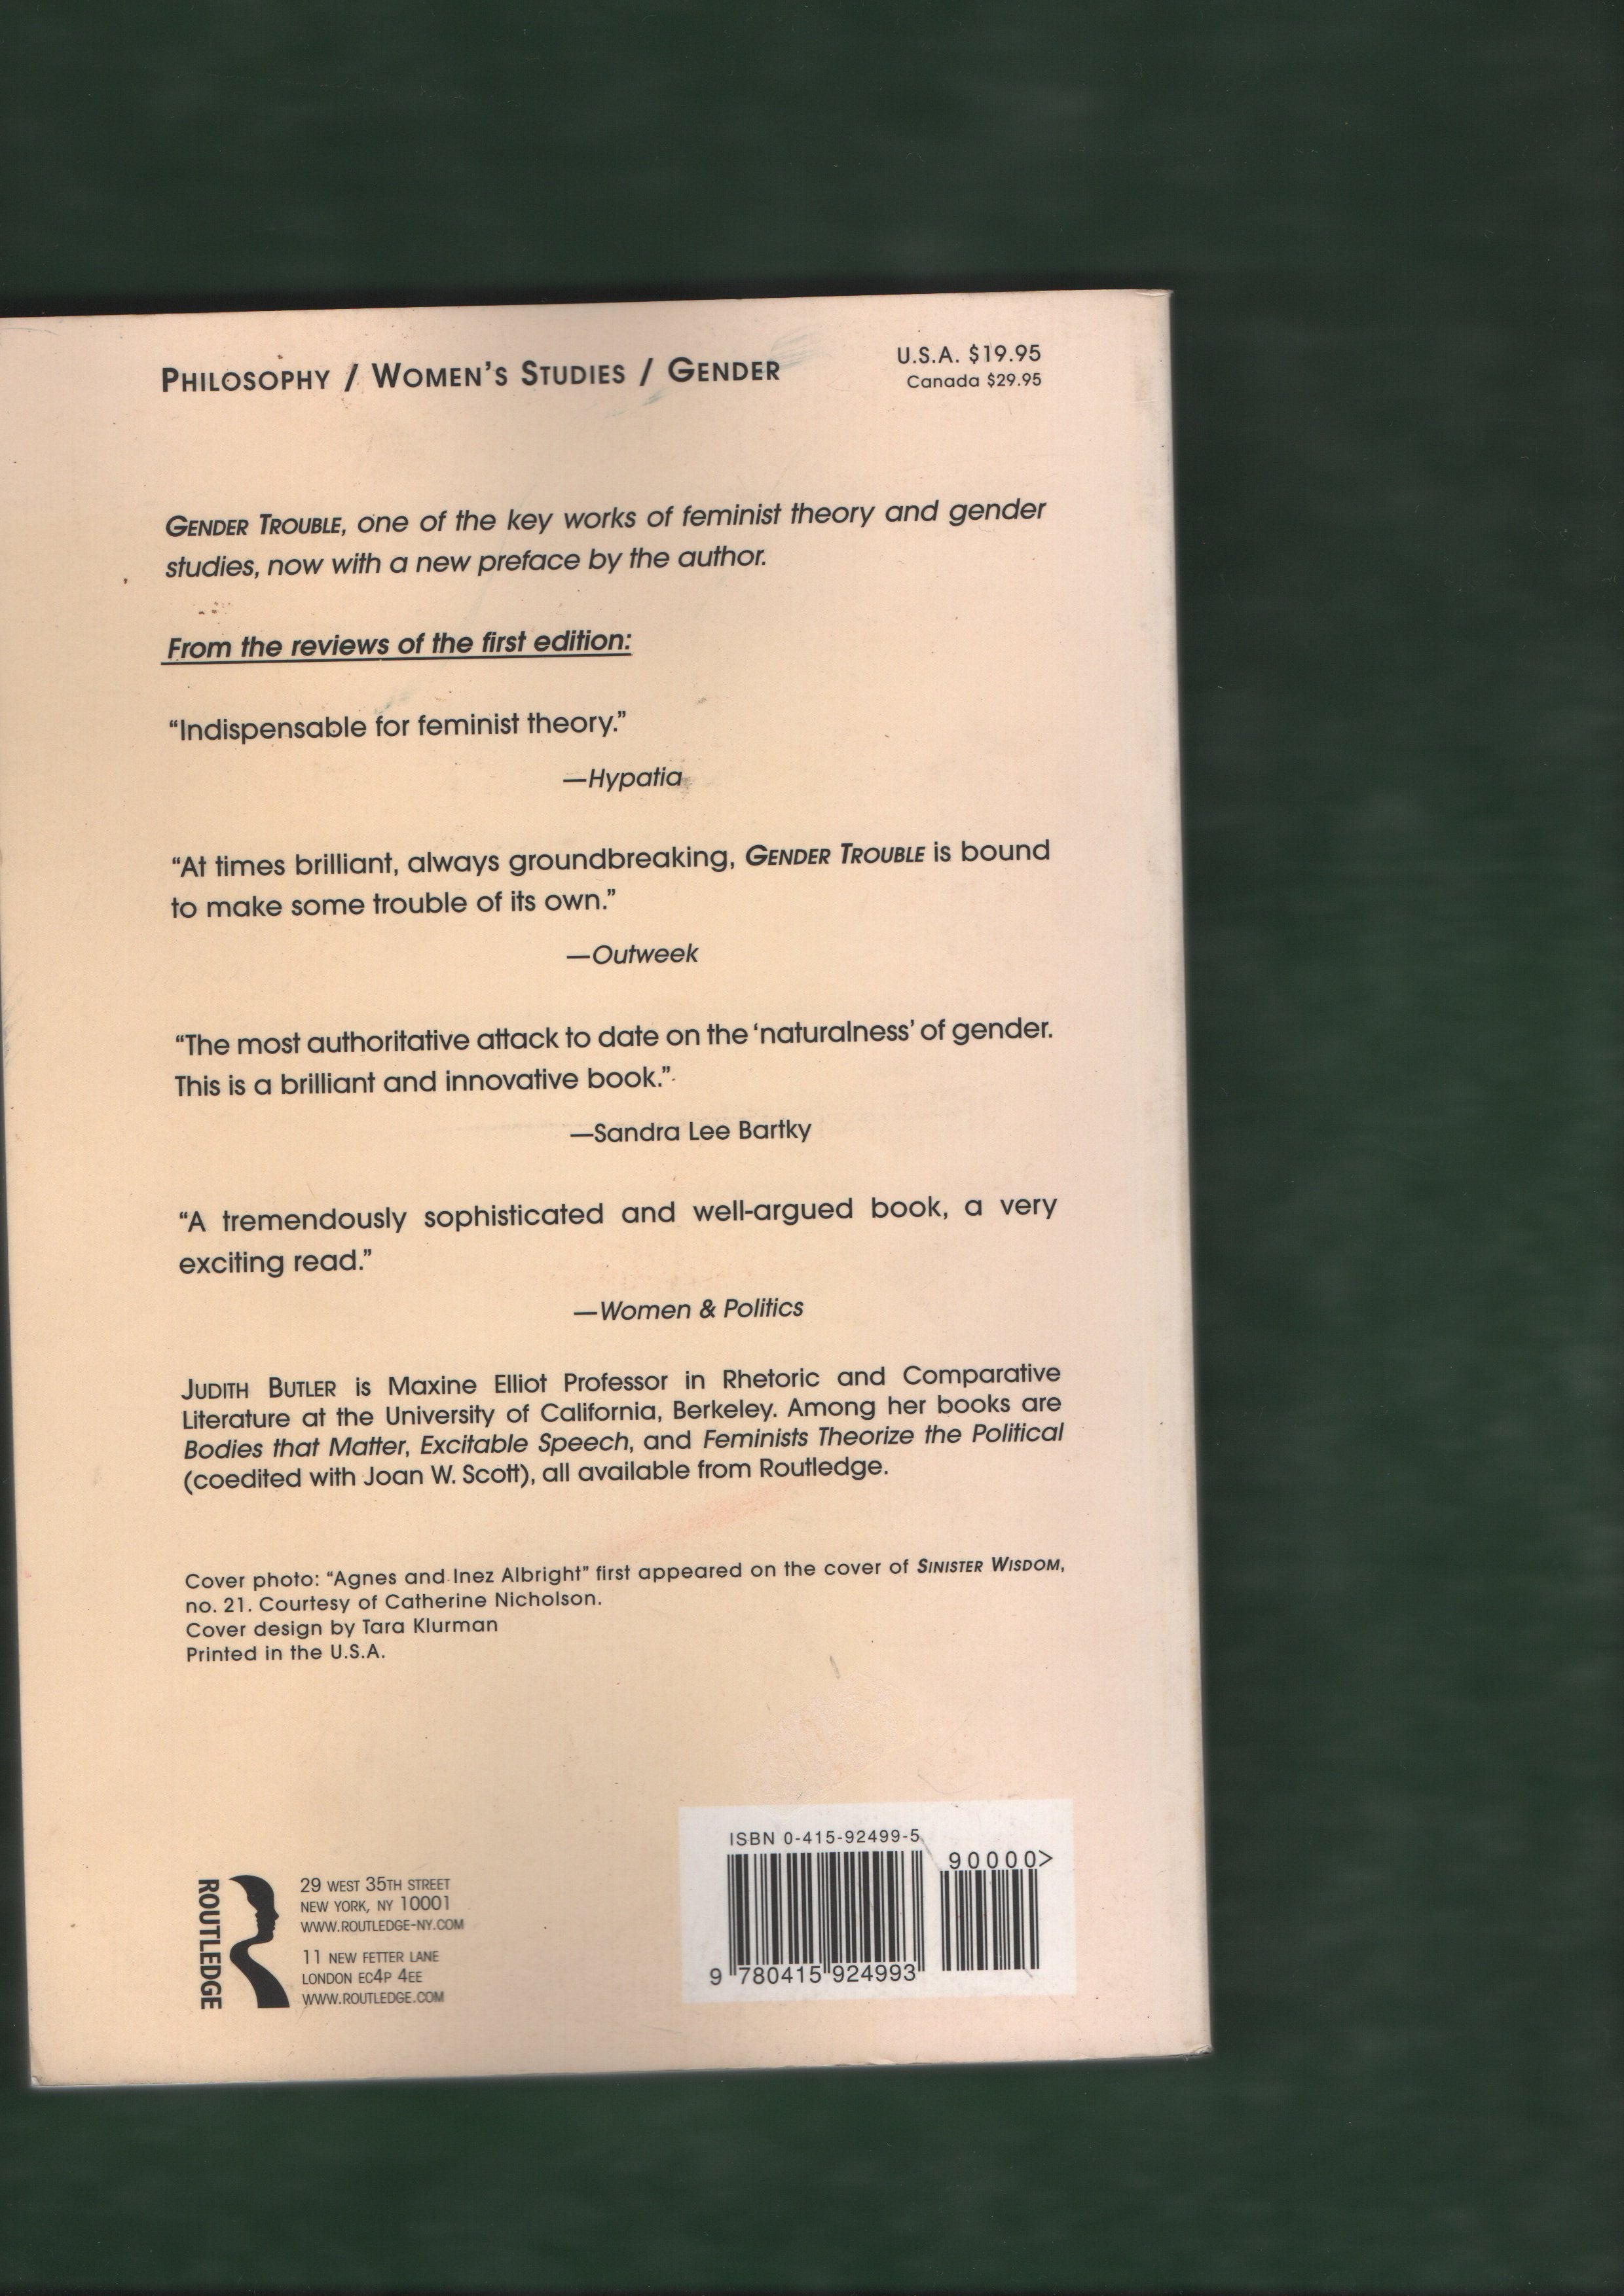 PHILOSOPHY / WOMEN'S STUDIES / GENDER
U.S.A. $19.95
Canada $29.95
GENDER TROUBLE, one of the key works of feminist theory and gender
studies, now with a new preface by the author.
From the reviews of the first edition:
“Indispensable for feminist theory.”
—Hypatia
“At times brilliant, always groundbreaking, GENDER TROUBLE is bound
to make some trouble of its own.”
—Outweek
“The most authoritative attack to date on the ‘naturalness’ of gender.
This is a brilliant and innovative book.”
—Sandra Lee Bartky
“A tremendously sophisticated and well-argued book, a very
exciting read.”
—Women & Politics
JUDITH BUTLER is Maxine Elliot Professor in Rhetoric and Comparative
Literature at the University of California, Berkeley. Among her books are
Bodies that Matter, Excitable Speech, and Feminists Theorize the Political
(coedited with Joan W. Scott), all available from Routledge.
Cover photo: “Agnes and Inez Albright” first appeared on the cover of SINISTER WISDOM,
no. 21. Courtesy of Catherine Nicholson.
Cover design by Tara Klurman
Printed in the U.S.A.
ROUTLEDGE
29 WEST 35TH STREET
NEW YORK, NY 10001
WWW.ROUTLEDGE-NY.COM
11 NEW FETTER LANE
LONDON EC4P 4EE
WWW.ROUTLEDGE.COM
ISBN 0-415-92499-5
90000>
9 780415 924993